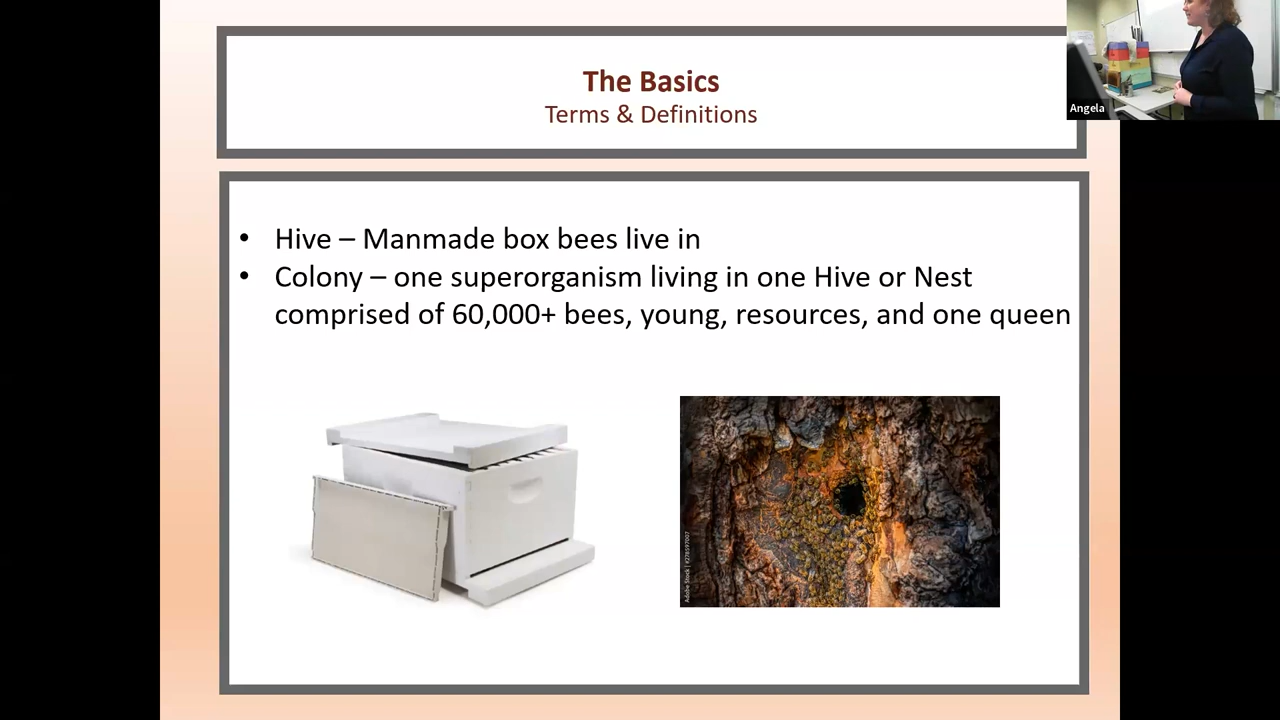 The Basics
Terms & Definitions
Angela
• Hive – Manmade box bees live in
• Colony – one superorganism living in one Hive or Nest
comprised of 60,000+ bees, young, resources, and one queen